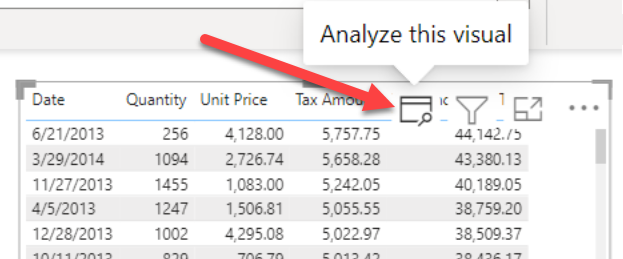 Analyze this visual
Date Quantity Unit Price Tax Amou
6/21/2013 256 4,128.00 5,757.75 44,142.75
3/29/2014 1094 2,726.74 5,658.28 43,380.13
11/27/2013 1455 1,083.00 5,242.05 40,189.05
4/5/2013 1247 1,506.81 5,055.55 38,759.20
12/28/2013 1002 4,295.08 5,022.97 38,509.37
10/11/2013 829 706.79 5,013.42 38,436.17